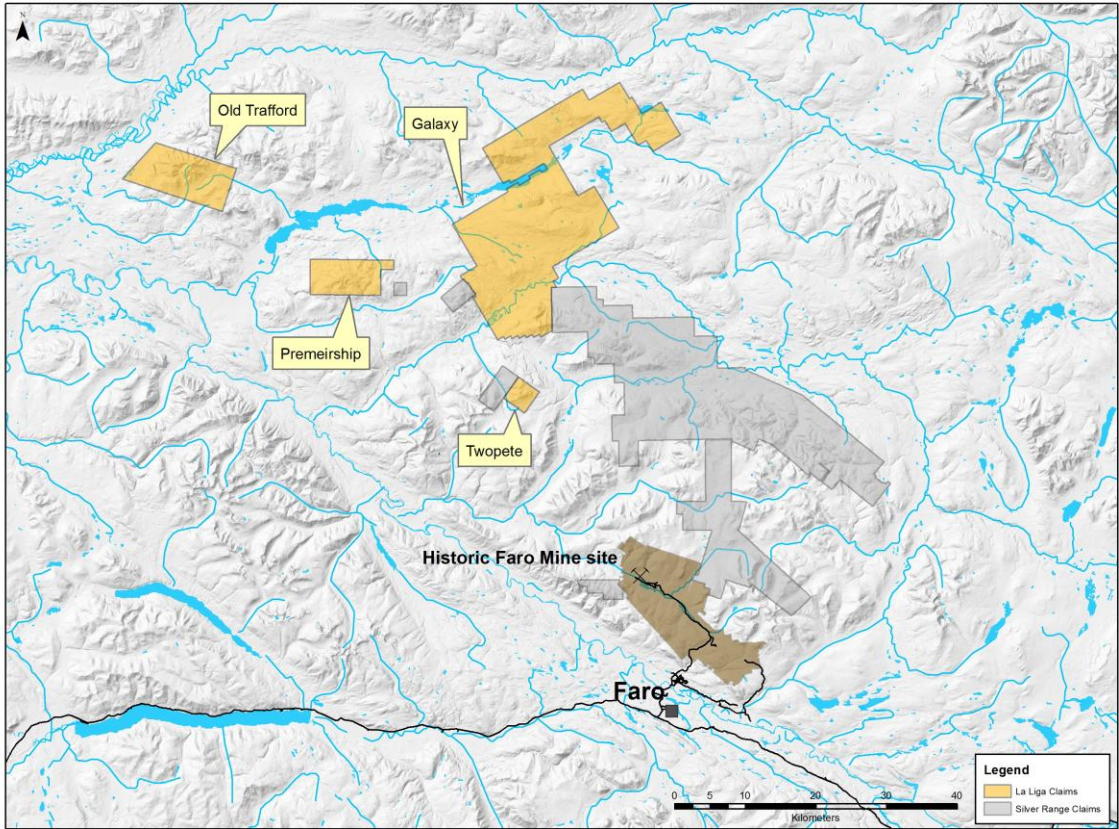 N
Old Trafford
Galaxy
Premeirship
Twopete
Historic Faro Mine site
Faro
Legend
La Liga Claims
Silver Range Claims
0 5 10 20 30 40
Kilometers